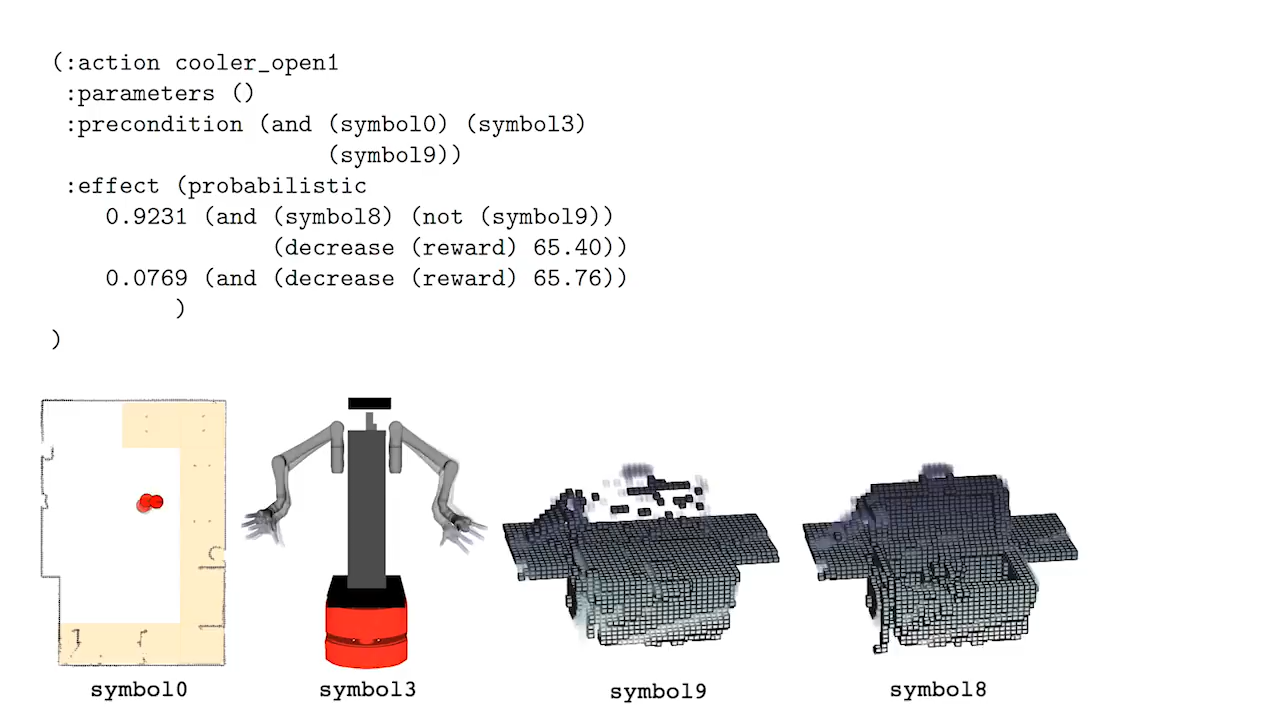 (:action cooler_open1
:parameters ()
:precondition (and (symbol0) (symbol3)
(symbol9))
:effect (probabilistic
0.9231 (and (symbol8) (not (symbol9))
(decrease (reward) 65.40))
0.0769 (and (decrease (reward) 65.76))
)
)
symbol0 symbol3 symbol9 symbol8